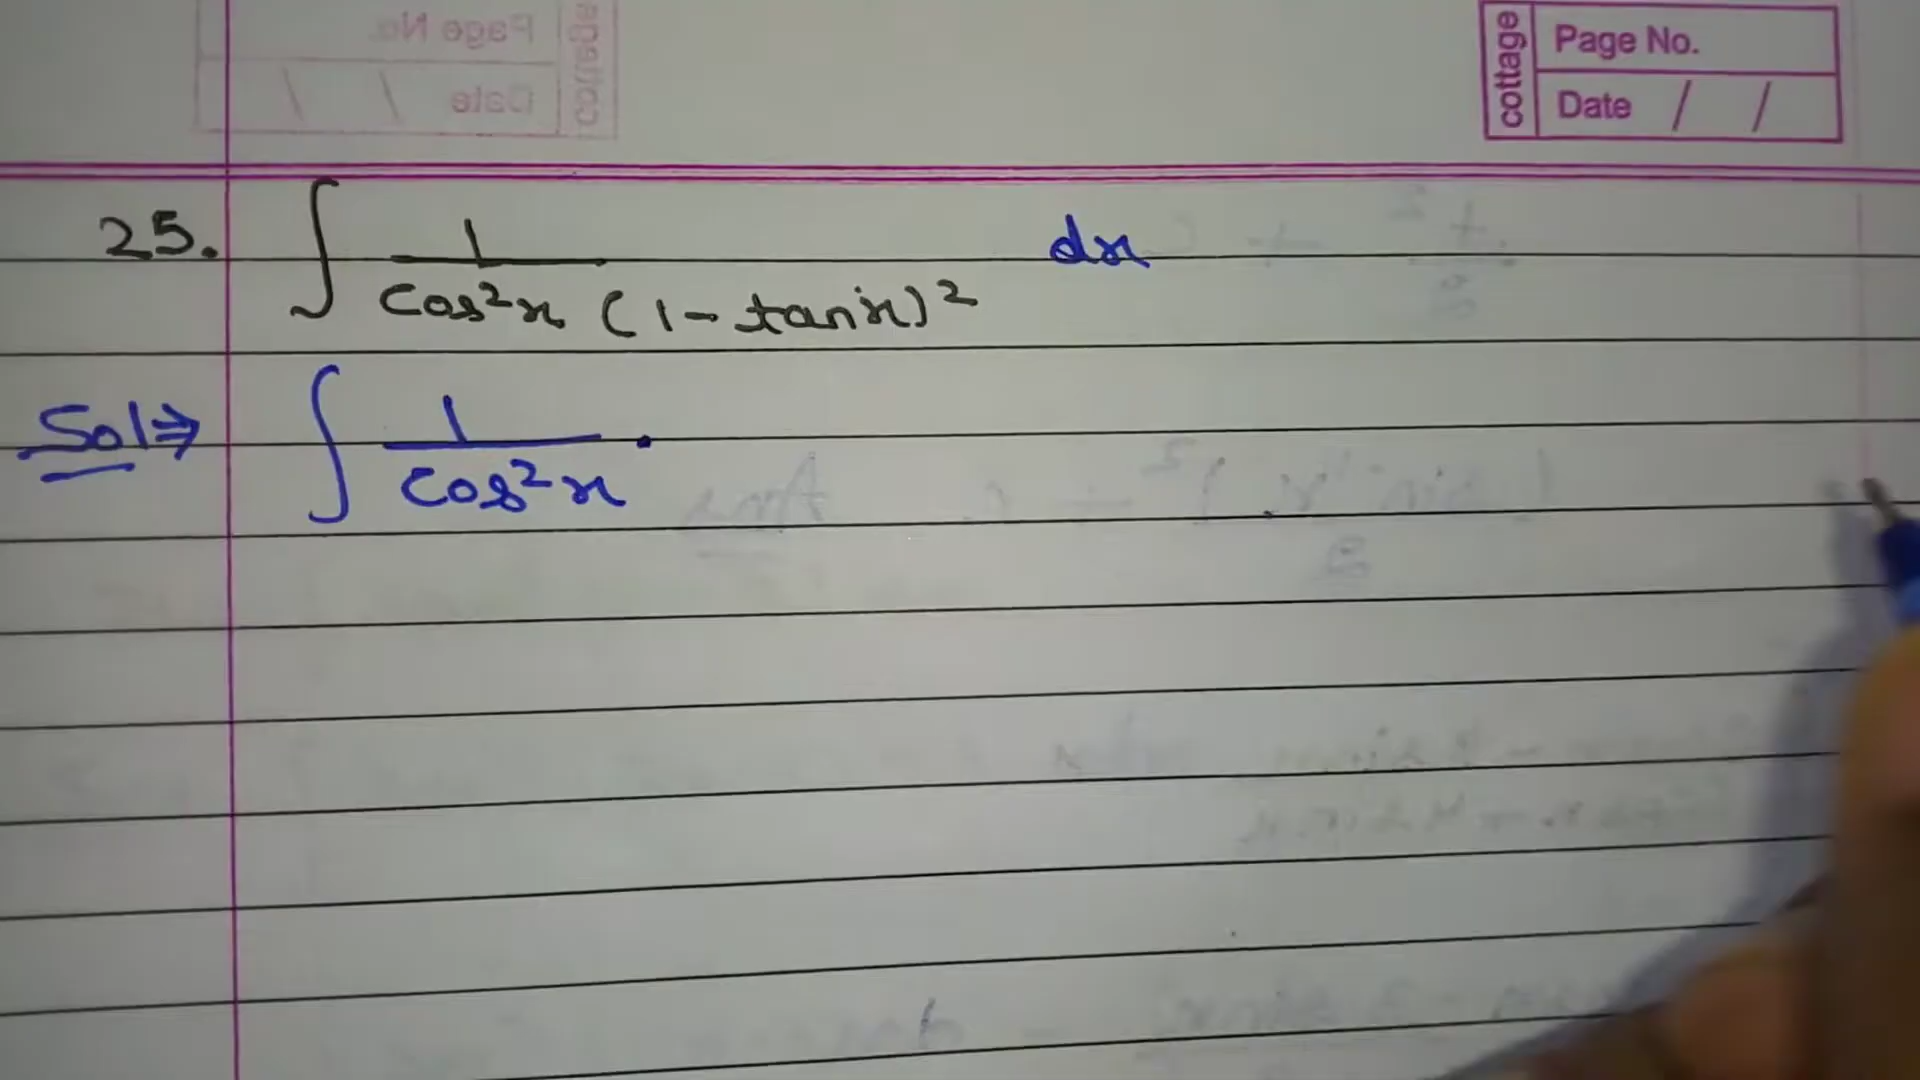 cottage
Page No.
Date / /
25. ∫ 1 / cos²x (1 - tanx)² dx
Sol⇒ ∫ 1 / cos²x .